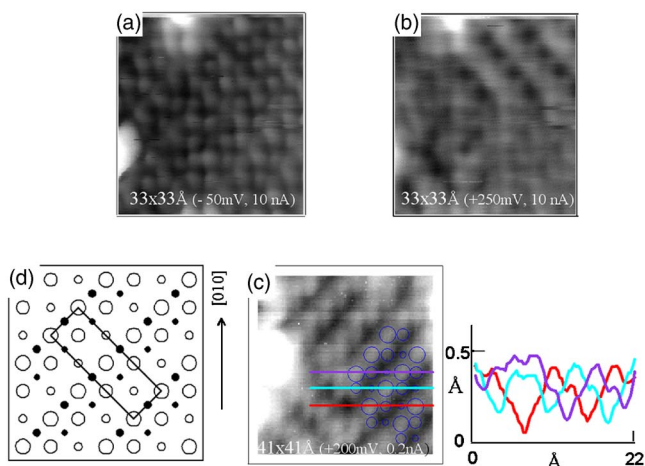 (a)
33x33Å (- 50mV, 10 nA)
(b)
33x33Å (+250mV, 10 nA)
(d)
[010]
(c)
41x41Å (+200mV, 0.2nA)
0.5
Å
0
0 Å 22